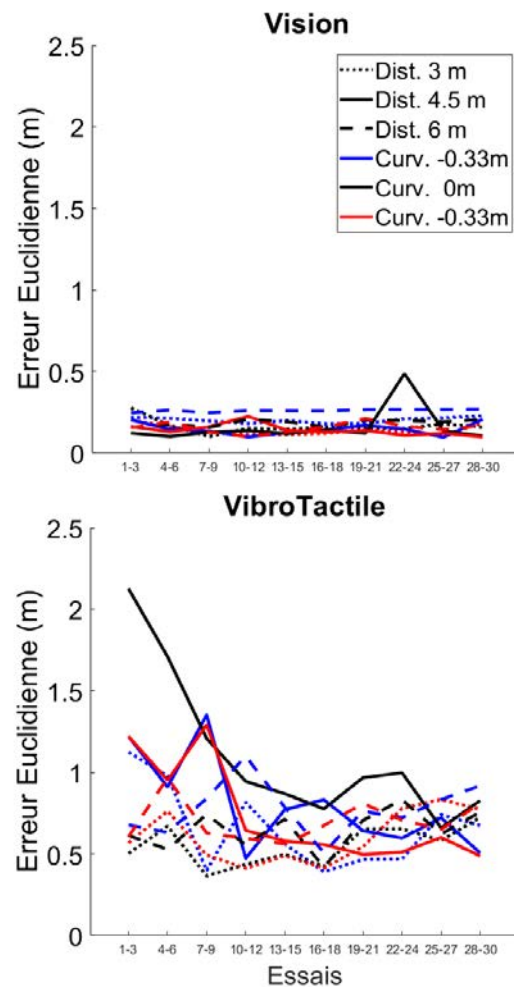 Vision
2.5
2
1.5
1
0.5
0
Erreur Euclidienne (m)
Dist. 3 m
Dist. 4.5 m
Dist. 6 m
Curv. -0.33m
Curv. 0m
Curv. -0.33m
1-3 4-6 7-9 10-12 13-15 16-18 19-21 22-24 25-27 28-30
VibroTactile
2.5
2
1.5
1
0.5
0
Erreur Euclidienne (m)
1-3 4-6 7-9 10-12 13-15 16-18 19-21 22-24 25-27 28-30
Essais